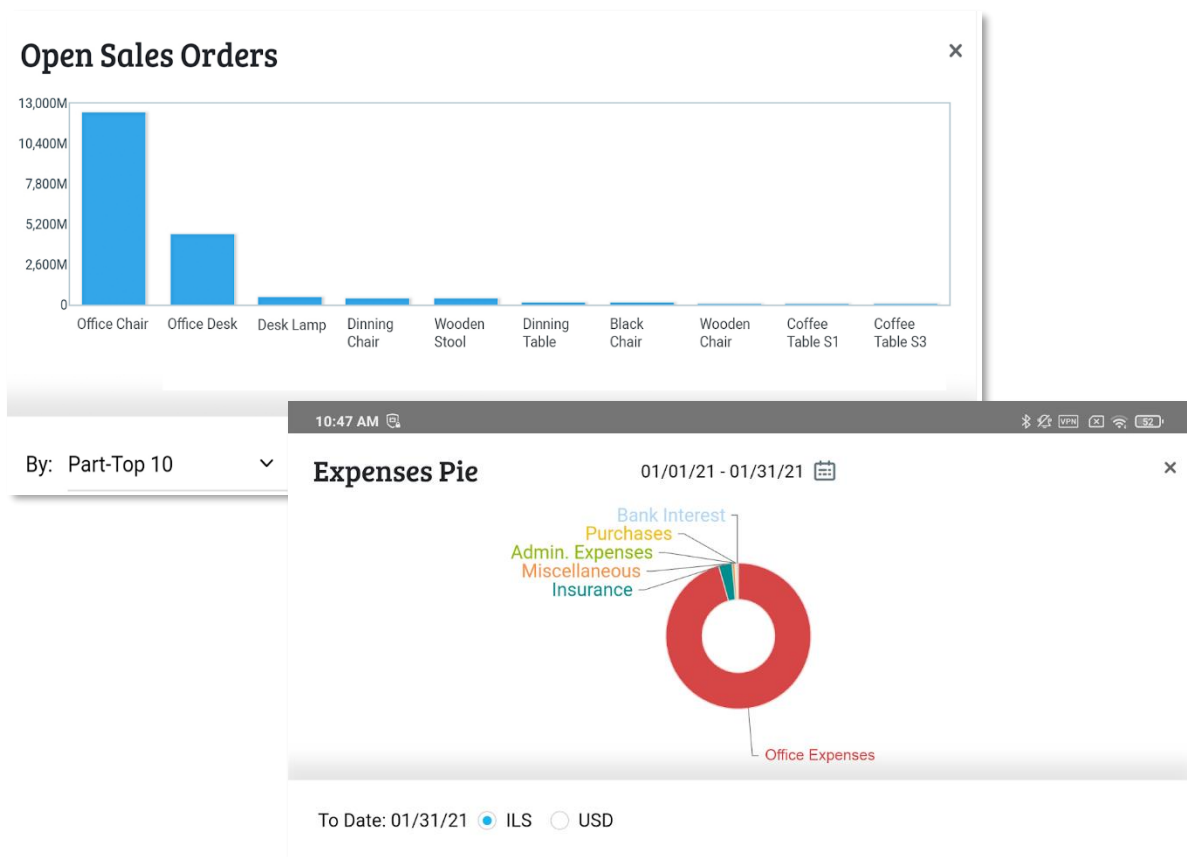 Open Sales Orders ×
13,000M
10,400M
7,800M
5,200M
2,600M
0
Office Chair Office Desk Desk Lamp Dinning Wooden Dinning Black Wooden Coffee Coffee
Chair Stool Table Chair Chair Table S1 Table S3
By: Part-Top 10
10:47 AM VPN 52
Expenses Pie 01/01/21 - 01/31/21 ×
Bank Interest
Purchases
Admin. Expenses
Miscellaneous
Insurance
Office Expenses
To Date: 01/31/21 ILS USD